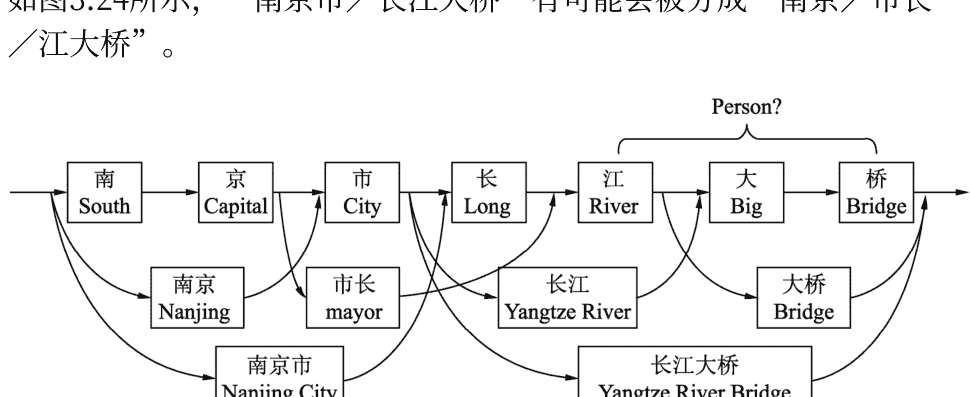 如图3.24所示，“南京市／长江大桥”有可能会被分成“南京／市长
／江大桥”。
Person?
南 京 市 长 江 大 桥
South Capital City Long River Big Bridge
南京 市长 长江 大桥
Nanjing mayor Yangtze River Bridge
南京市 长江大桥
Nanjing City Yangtze River Bridge